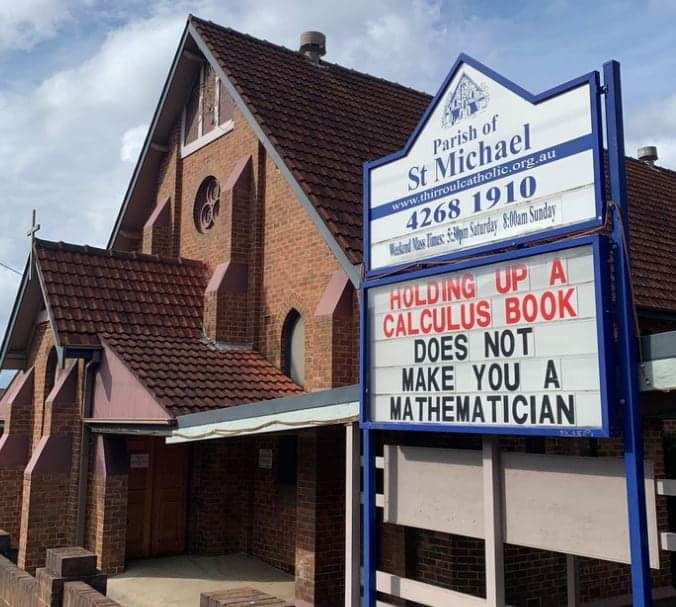 Parish of
St Michael
www.thirroulcatholic.org.au
4268 1910
Weekend Mass Times: 5:30pm Saturday 8:00am Sunday
HOLDING UP A
CALCULUS BOOK
DOES NOT
MAKE YOU A
MATHEMATICIAN